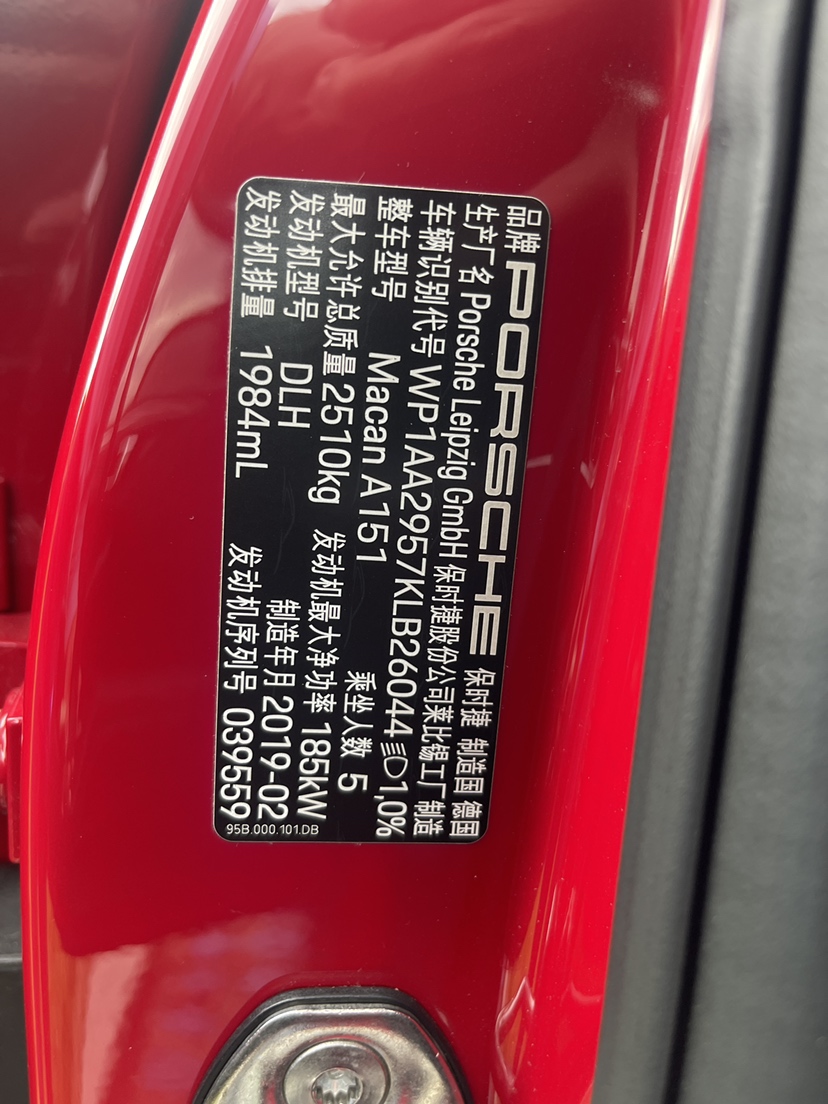 品牌 PORSCHE 保时捷 制造国 德国
生产厂名 Porsche Leipzig GmbH 保时捷股份公司莱比锡工厂 制造
车辆识别代号 WP1AA2957KLB26044 1,0%
整车型号 Macan A151 乘坐人数 5
最大允许总质量 2510kg 发动机最大净功率 185kW
发动机型号 DLH 制造年月 2019-02
发动机排量 1984mL 发动机序列号 039559
95B.000.101.DB